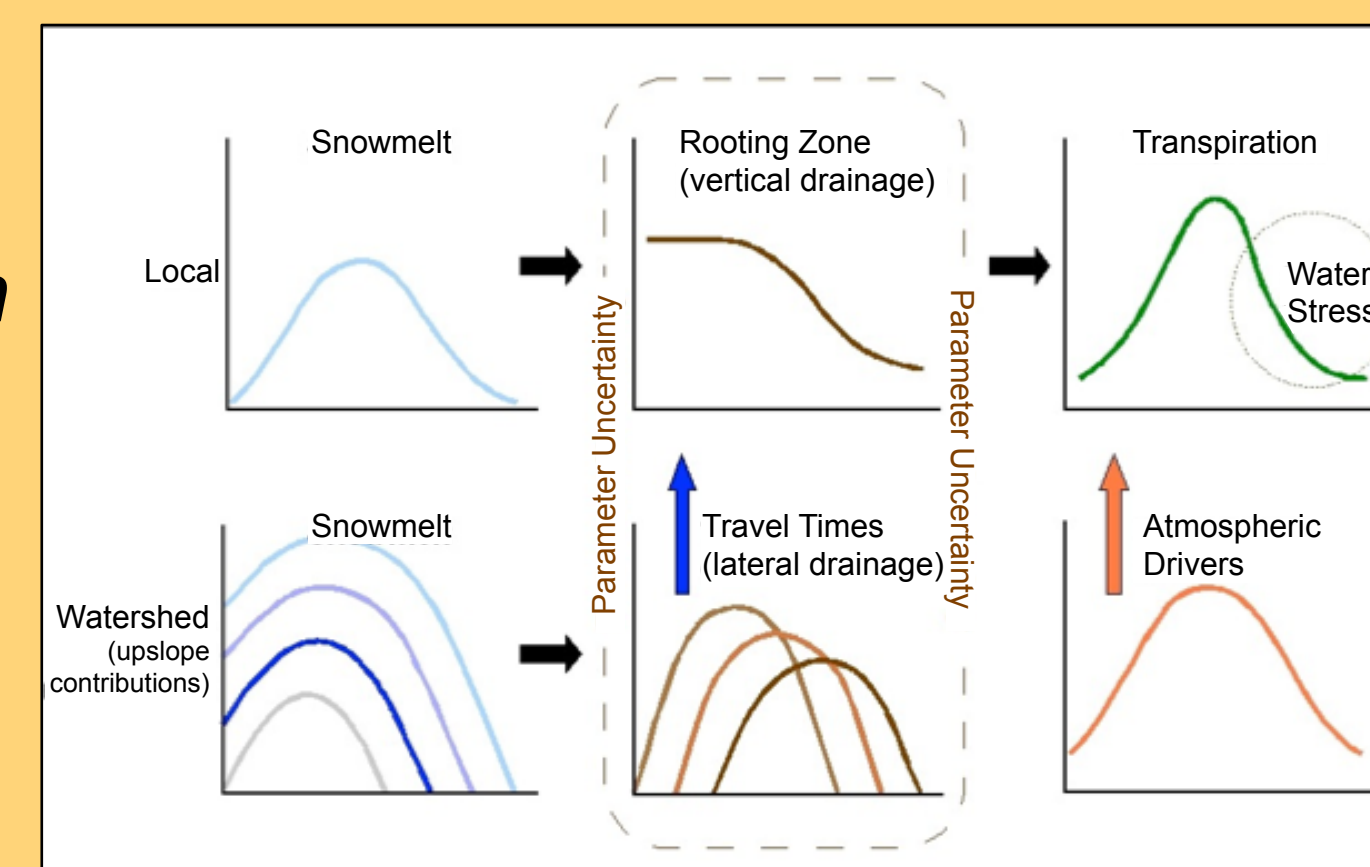 Snowmelt
Rooting Zone
(vertical drainage)
Transpiration
Local
Water
Parameter Uncertainty
Parameter Uncertainty
Snowmelt
Travel Times
(lateral drainage)
Atmospheric
Drivers
Watershed
(upslope
contributions)